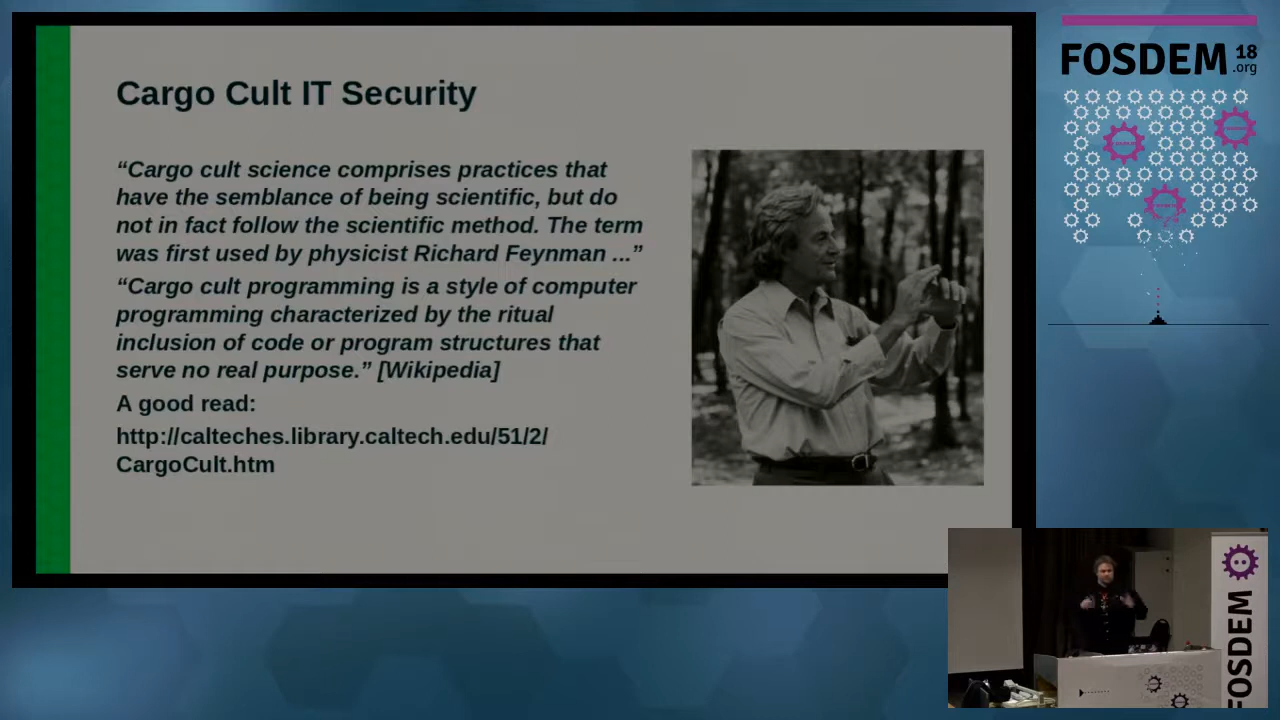 Cargo Cult IT Security
“Cargo cult science comprises practices that
have the semblance of being scientific, but do
not in fact follow the scientific method. The term
was first used by physicist Richard Feynman ...”
“Cargo cult programming is a style of computer
programming characterized by the ritual
inclusion of code or program structures that
serve no real purpose.” [Wikipedia]
A good read:
http://calteches.library.caltech.edu/51/2/
CargoCult.htm
FOSDEM 18
.org
FOSDEM